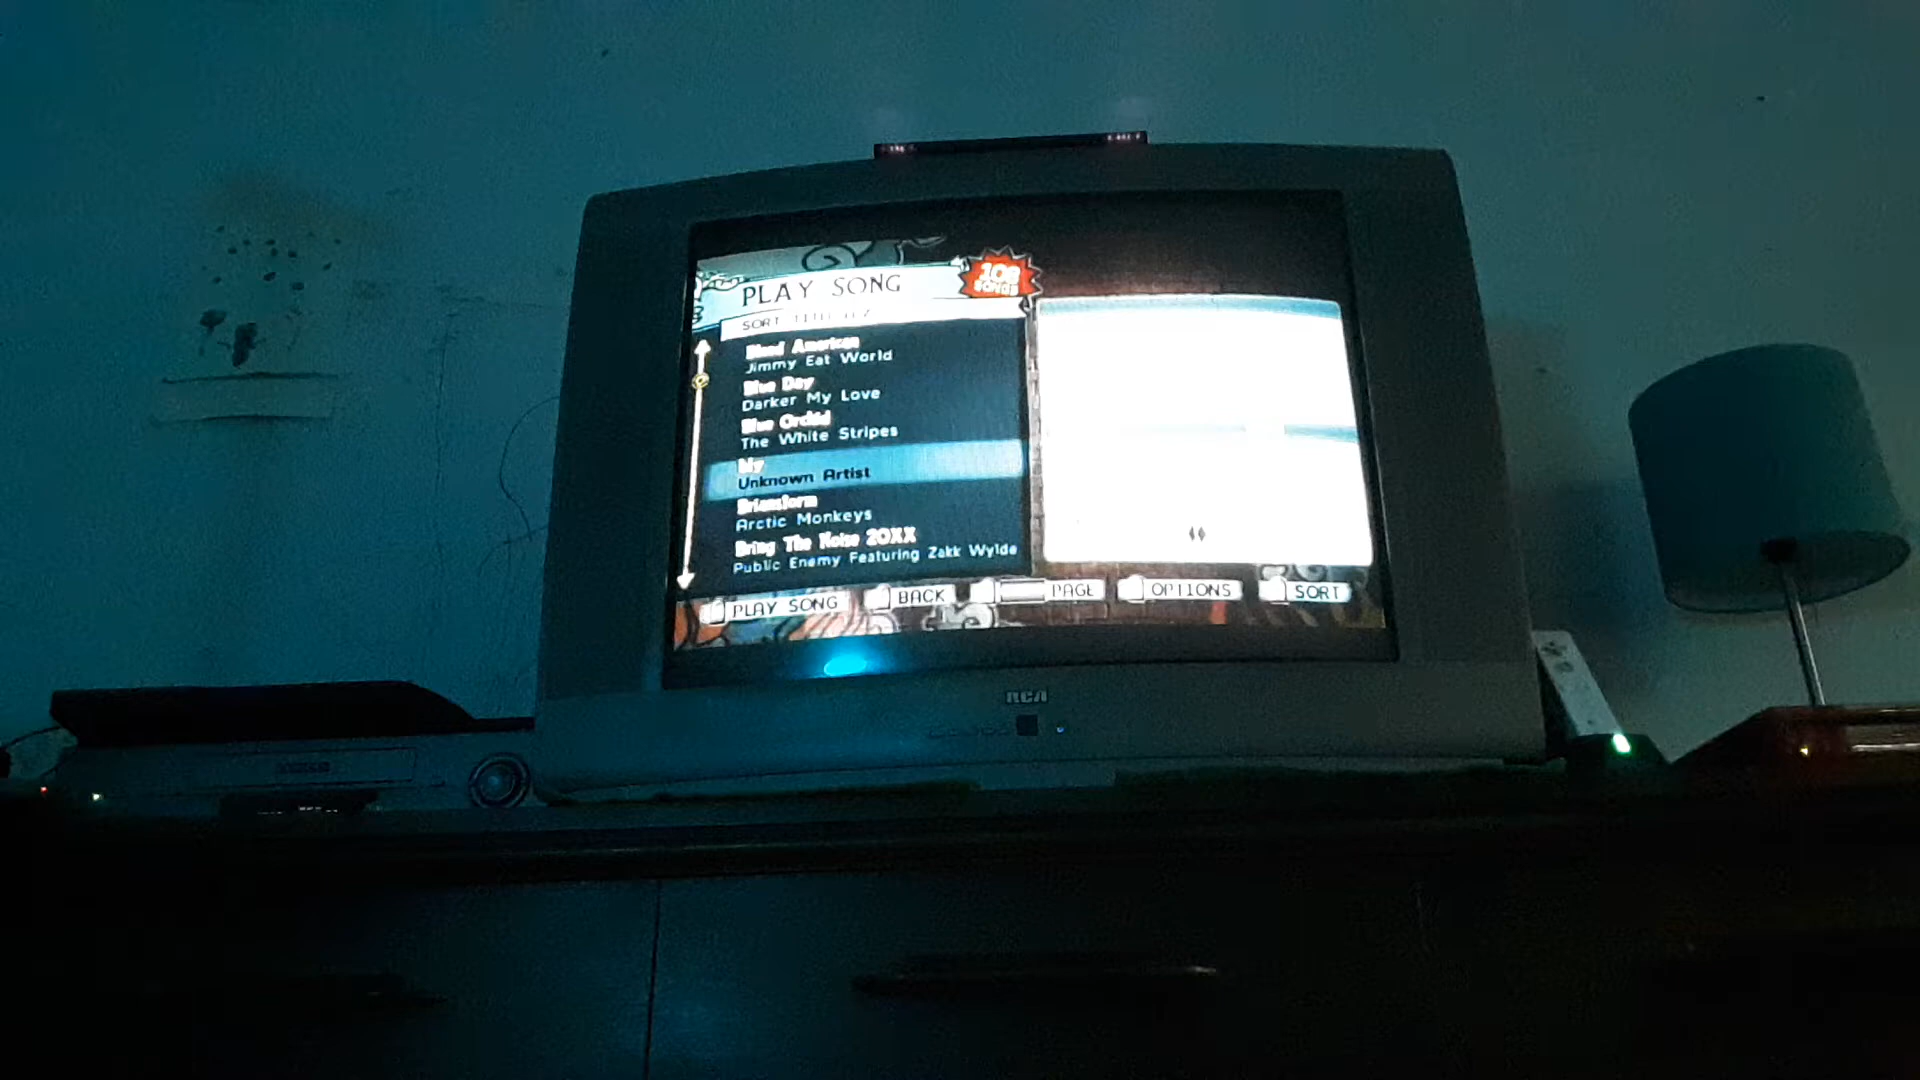 PLAY SONG
108
SONGS
Bleed American
Jimmy Eat World
Blue Day
Darker My Love
Blue Orchid
The White Stripes
Unknown Artist
Brianstorm
Arctic Monkeys
Bring The Noise 20XX
Public Enemy Featuring Zakk Wylde
PLAY SONG
BACK
PAGE
OPTIONS
SORT
RCA